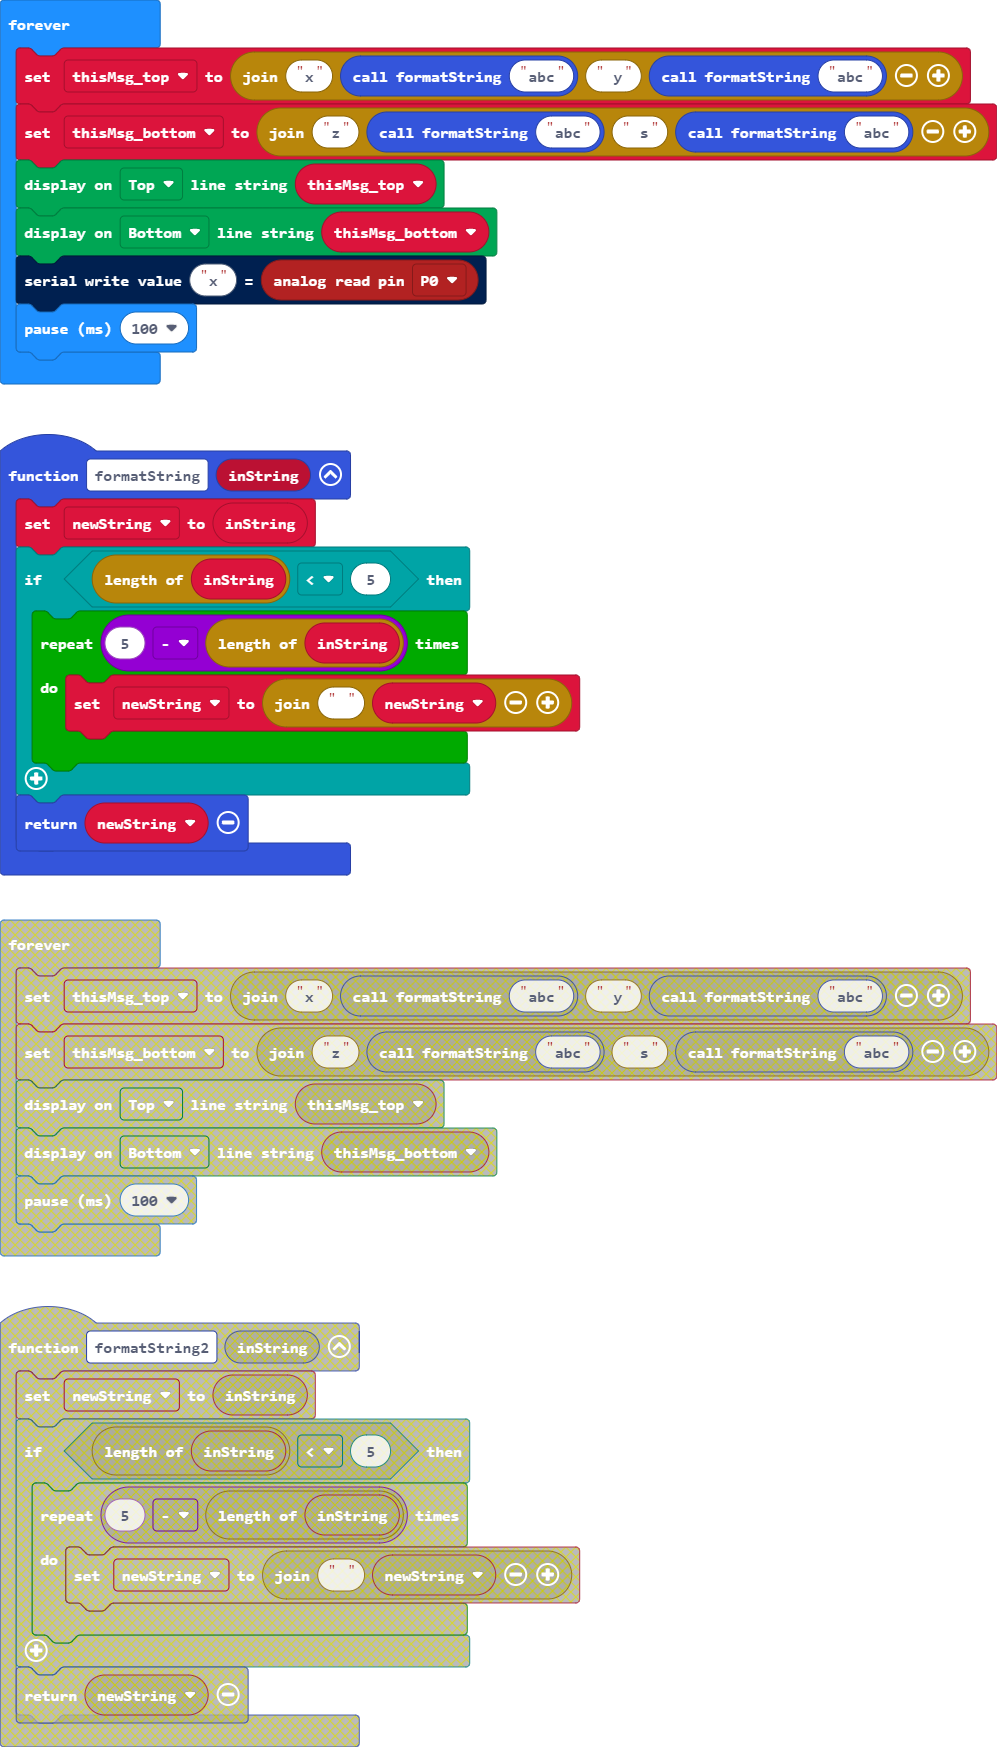 forever
set thisMsg_top to join "x" call formatString "abc" " y" call formatString "abc"
set thisMsg_bottom to join "z" call formatString "abc" " s" call formatString "abc"
display on Top line string thisMsg_top
display on Bottom line string thisMsg_bottom
serial write value "x" = analog read pin P0
pause (ms) 100
function formatString inString
set newString to inString
if length of inString < 5 then
repeat 5 - length of inString times
do
set newString to join " " newString
return newString
forever
set thisMsg_top to join "x" call formatString "abc" " y" call formatString "abc"
set thisMsg_bottom to join "z" call formatString "abc" " s" call formatString "abc"
display on Top line string thisMsg_top
display on Bottom line string thisMsg_bottom
pause (ms) 100
function formatString2 inString
set newString to inString
if length of inString < 5 then
repeat 5 - length of inString times
do
set newString to join " " newString
return newString